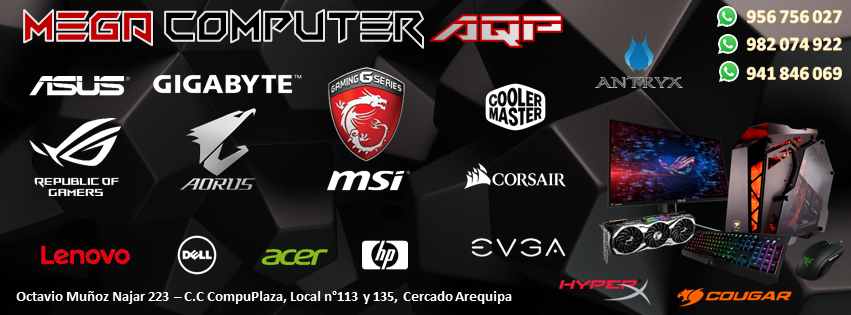 MEGA COMPUTER AQP
956 756 027
982 074 922
941 846 069
ASUS
GIGABYTE™
GAMING G SERIES
COOLER
MASTER
ANTRYX
REPUBLIC OF
GAMERS
AORUS
msi
CORSAIR
Lenovo
DELL
acer
hp
EVGA
HYPERX
COUGAR
Octavio Muñoz Najar 223 – C.C CompuPlaza, Local n°113 y 135, Cercado Arequipa